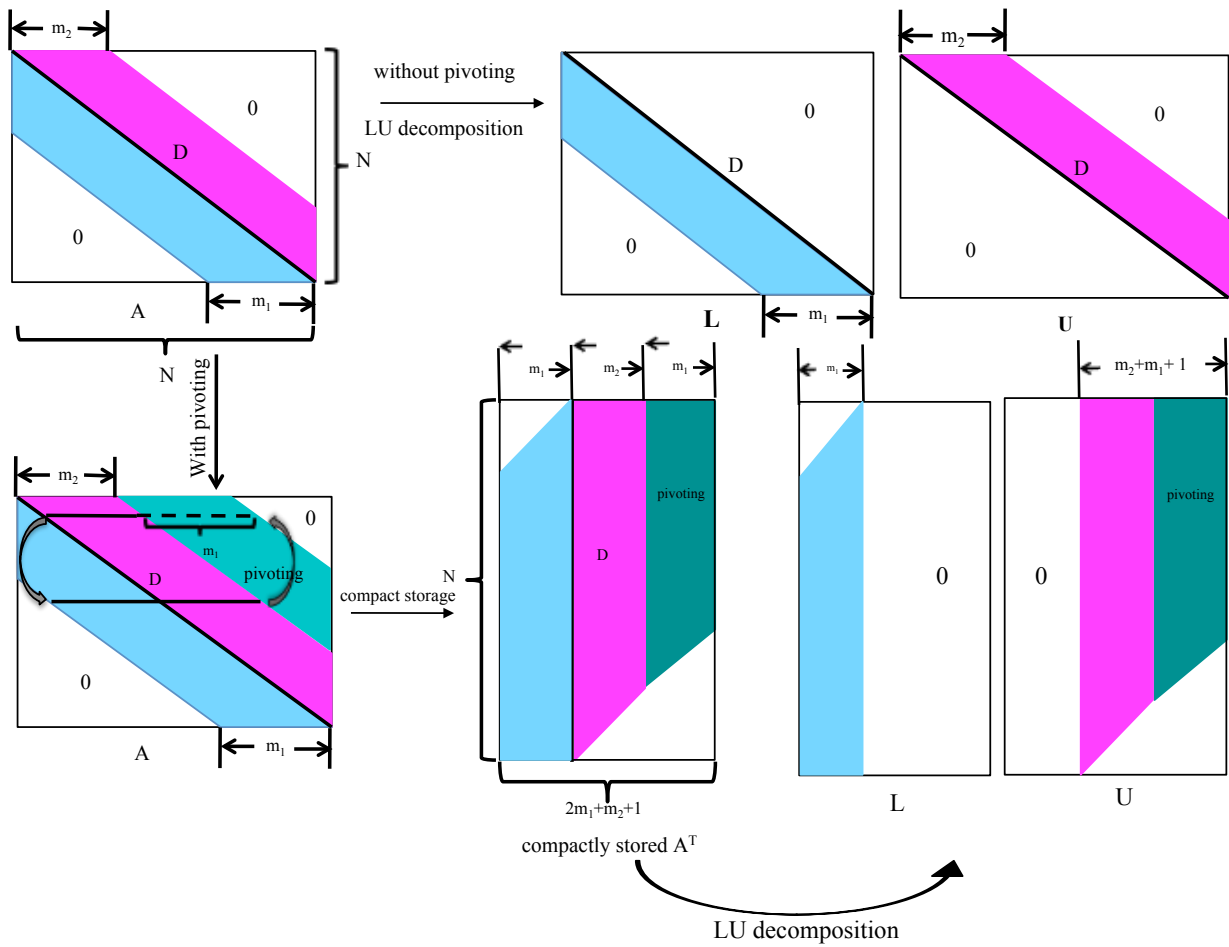 m₂
0
D
N
0
m₁
A
N
without pivoting
LU decomposition
D
0
0
m₁
L
m₂
0
D
0
U
With pivoting
m₂
0
m₁
pivoting
D
0
m₁
A
compact storage
m₁
m₂
m₁
N
D
pivoting
2m₁+m₂+1
compactly stored Aᵀ
m₁
0
L
m₂+m₁+ 1
0
pivoting
U
LU decomposition